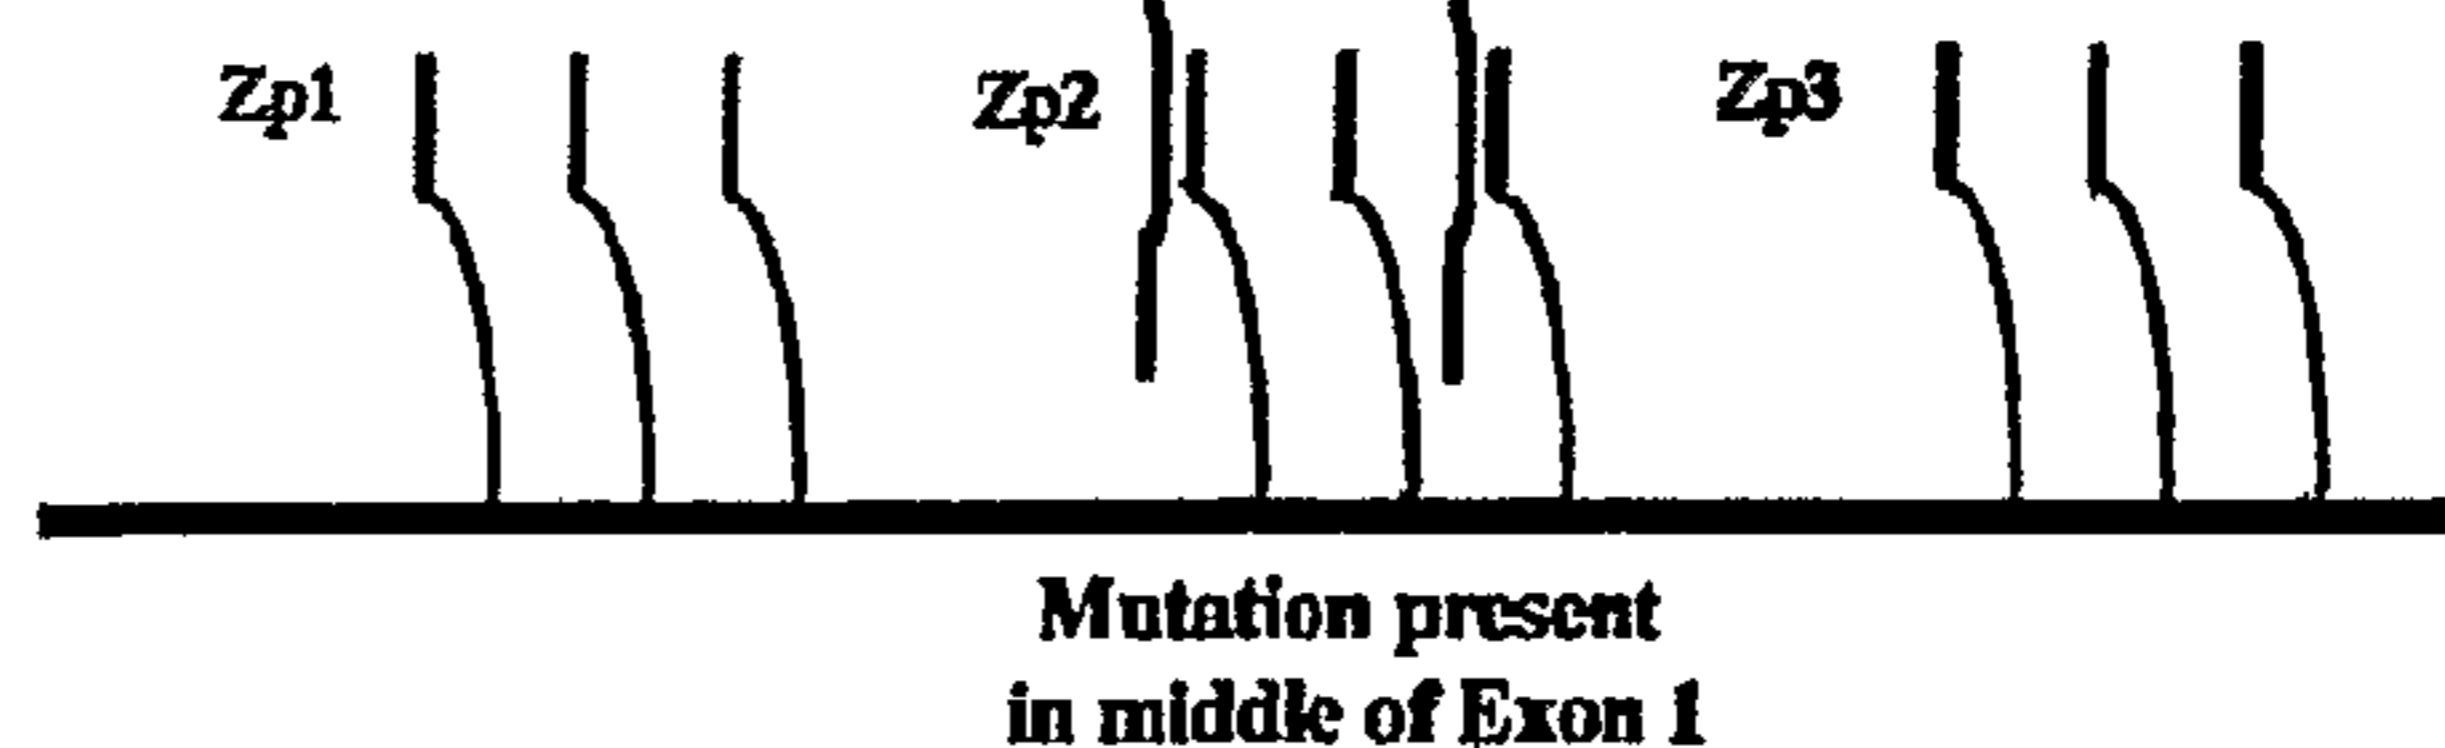 Zp1 Zp2 Zp3
Mutation present
in middle of Exon 1